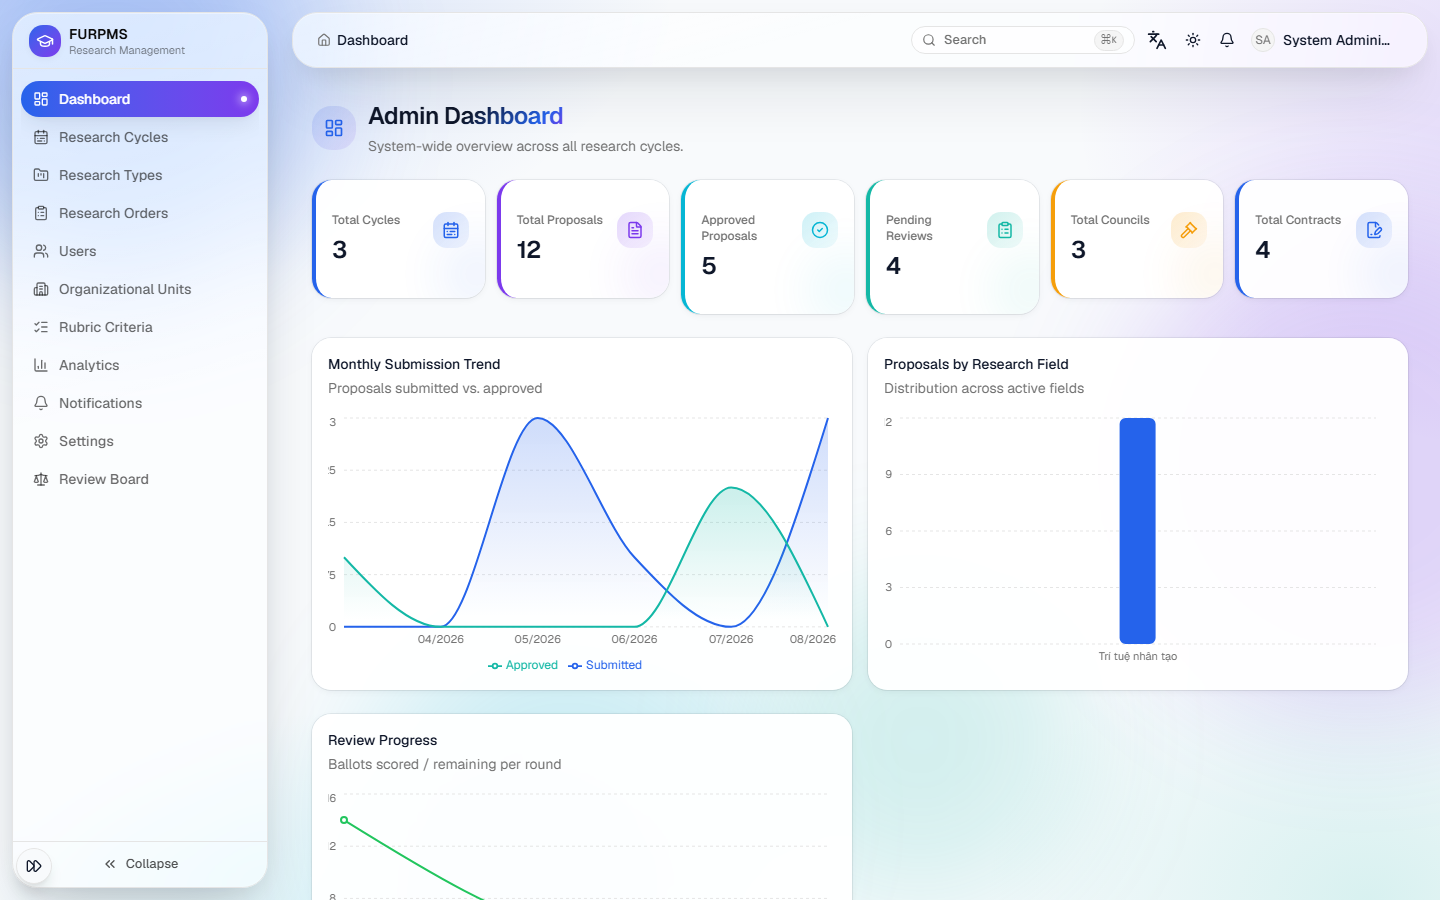 FURPMS
Research Management
Dashboard
Research Cycles
Research Types
Research Orders
Users
Organizational Units
Rubric Criteria
Analytics
Notifications
Settings
Review Board
Collapse
Dashboard
Search
⌘K
SA
System Admini...
Admin Dashboard
System-wide overview across all research cycles.
Total Cycles
3
Total Proposals
12
Approved
Proposals
5
Pending
Reviews
4
Total Councils
3
Total Contracts
4
Monthly Submission Trend
Proposals submitted vs. approved
3
.5
0
04/2026
05/2026
06/2026
07/2026
08/2026
Approved
Submitted
Proposals by Research Field
Distribution across active fields
2
9
6
3
0
Trí tuệ nhân tạo
Review Progress
Ballots scored / remaining per round
6
2
8